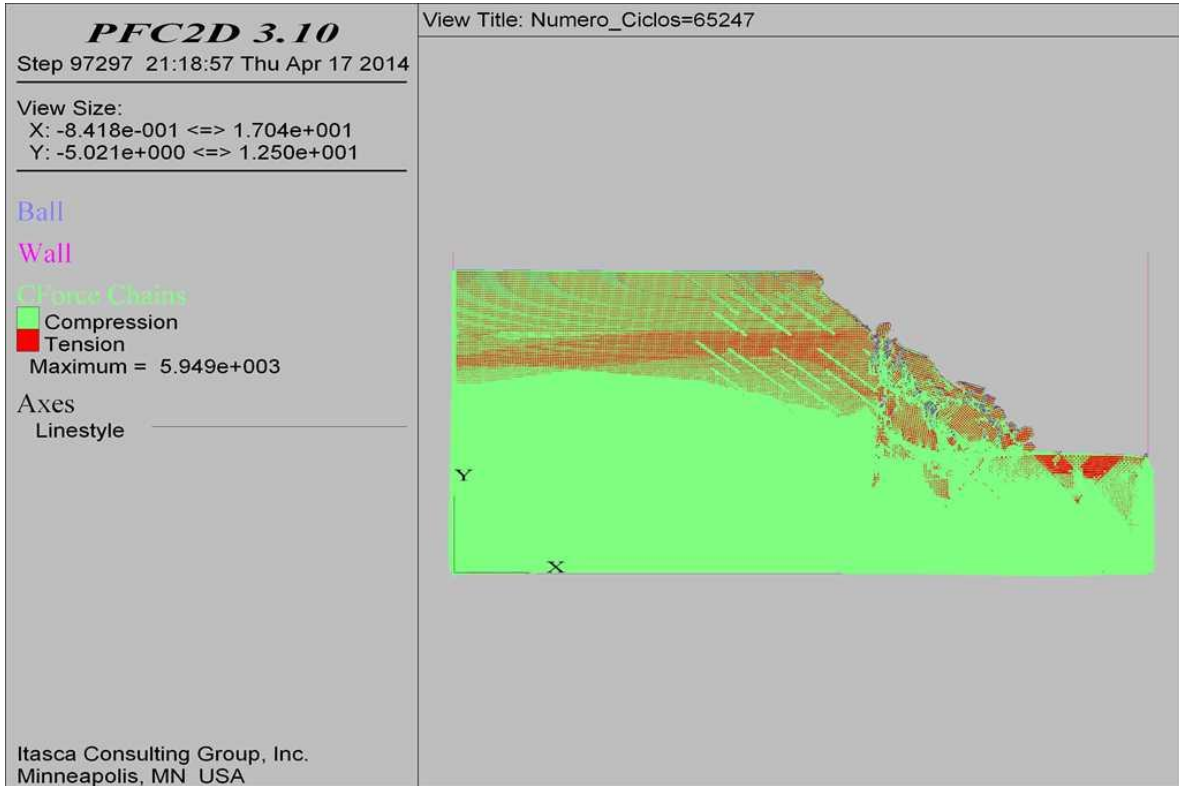 PFC2D 3.10
Step 97297 21:18:57 Thu Apr 17 2014
View Size:
X: -8.418e-001 <=> 1.704e+001
Y: -5.021e+000 <=> 1.250e+001
Ball
Wall
CForce Chains
Compression
Tension
Maximum = 5.949e+003
Axes
Linestyle
Itasca Consulting Group, Inc.
Minneapolis, MN USA
View Title: Numero_Ciclos=65247
Y
X